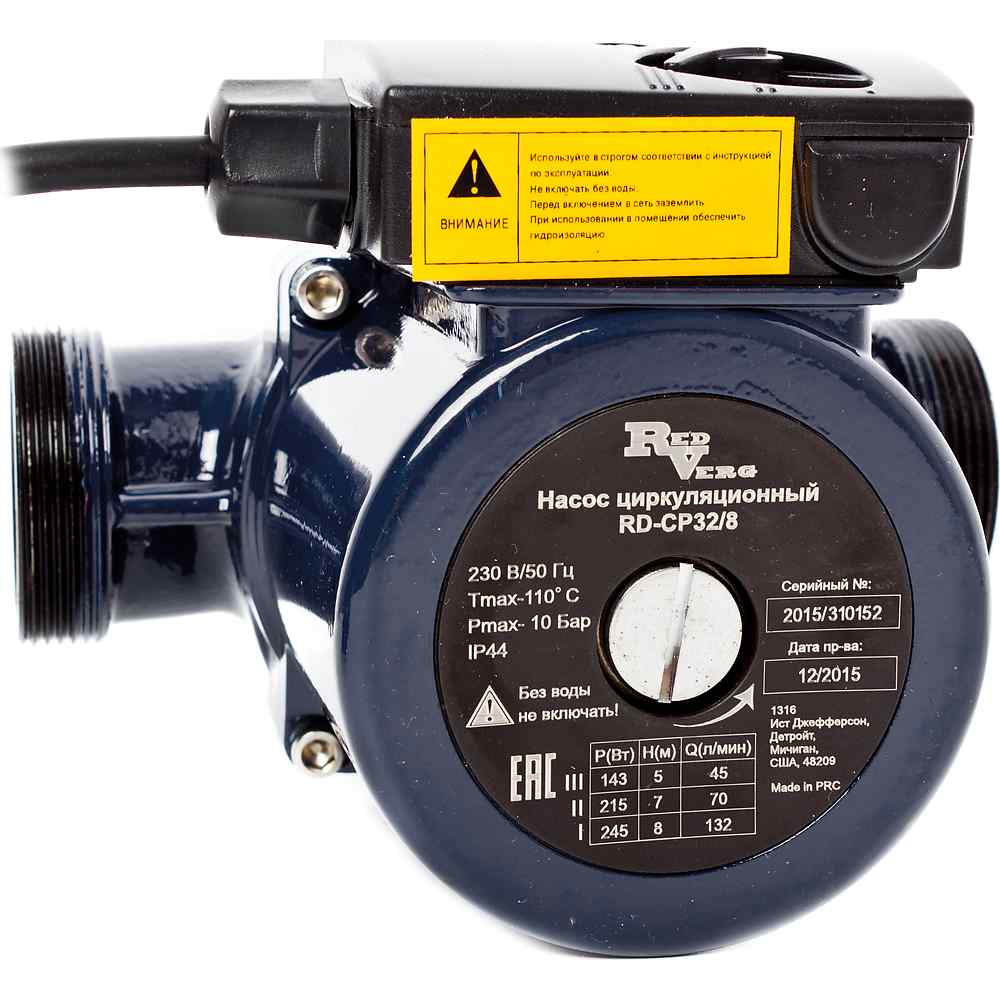 ВНИМАНИЕ
Используйте в строгом соответствии с инструкцией
по эксплуатации.
Не включать без воды.
Перед включением в сеть заземлить.
При использовании в помещении обеспечить
гидроизоляцию.
RED
VERG
Насос циркуляционный
RD-CP32/8
230 В/50 Гц
Tmax-110° C
Pmax- 10 Бар
IP44
Серийный №:
2015/310152
Дата пр-ва:
12/2015
Без воды
не включать!
1316
Ист Джефферсон,
Детройт,
Мичиган,
США, 48209
Made in PRC
EAC
P(Вт) H(м) Q(л/мин)
III 143 5 45
II 215 7 70
I 245 8 132